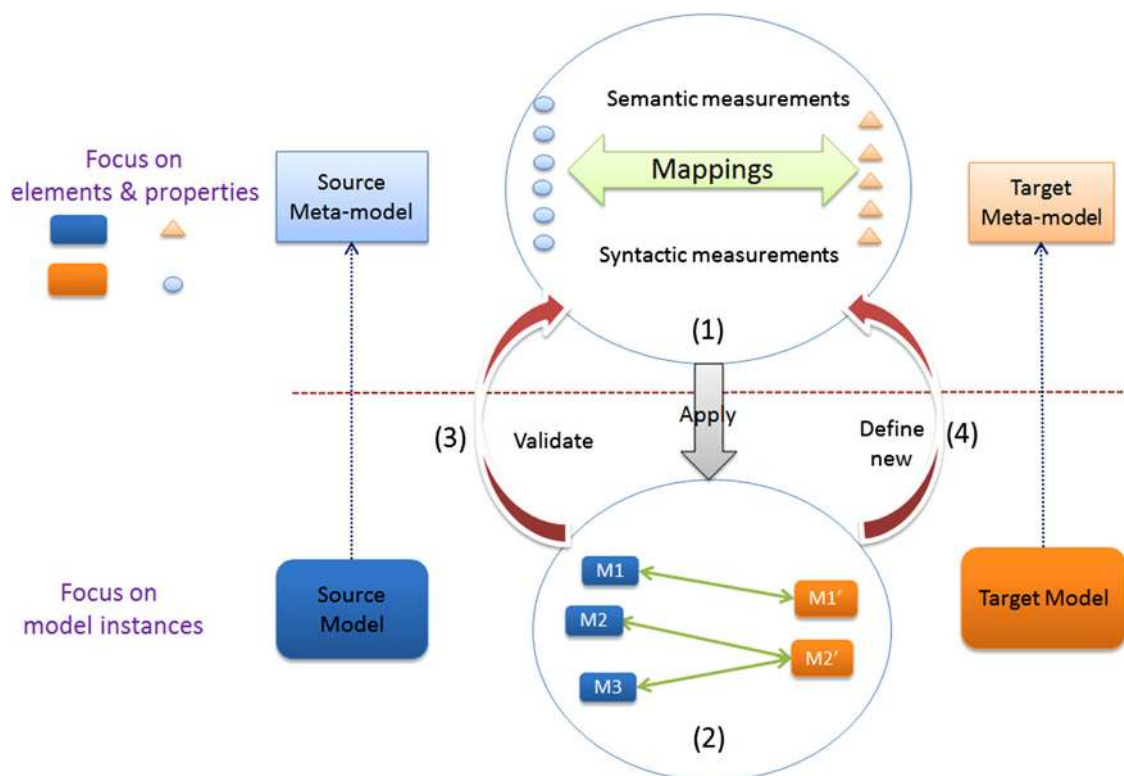 Semantic measurements
Focus on
elements & properties
Source
Meta-model
Mappings
Target
Meta-model
Syntactic measurements
(1)
Apply
(3)
Validate
Define
new
(4)
Focus on
model instances
Source
Model
M1
M2
M3
M1’
M2’
Target Model
(2)